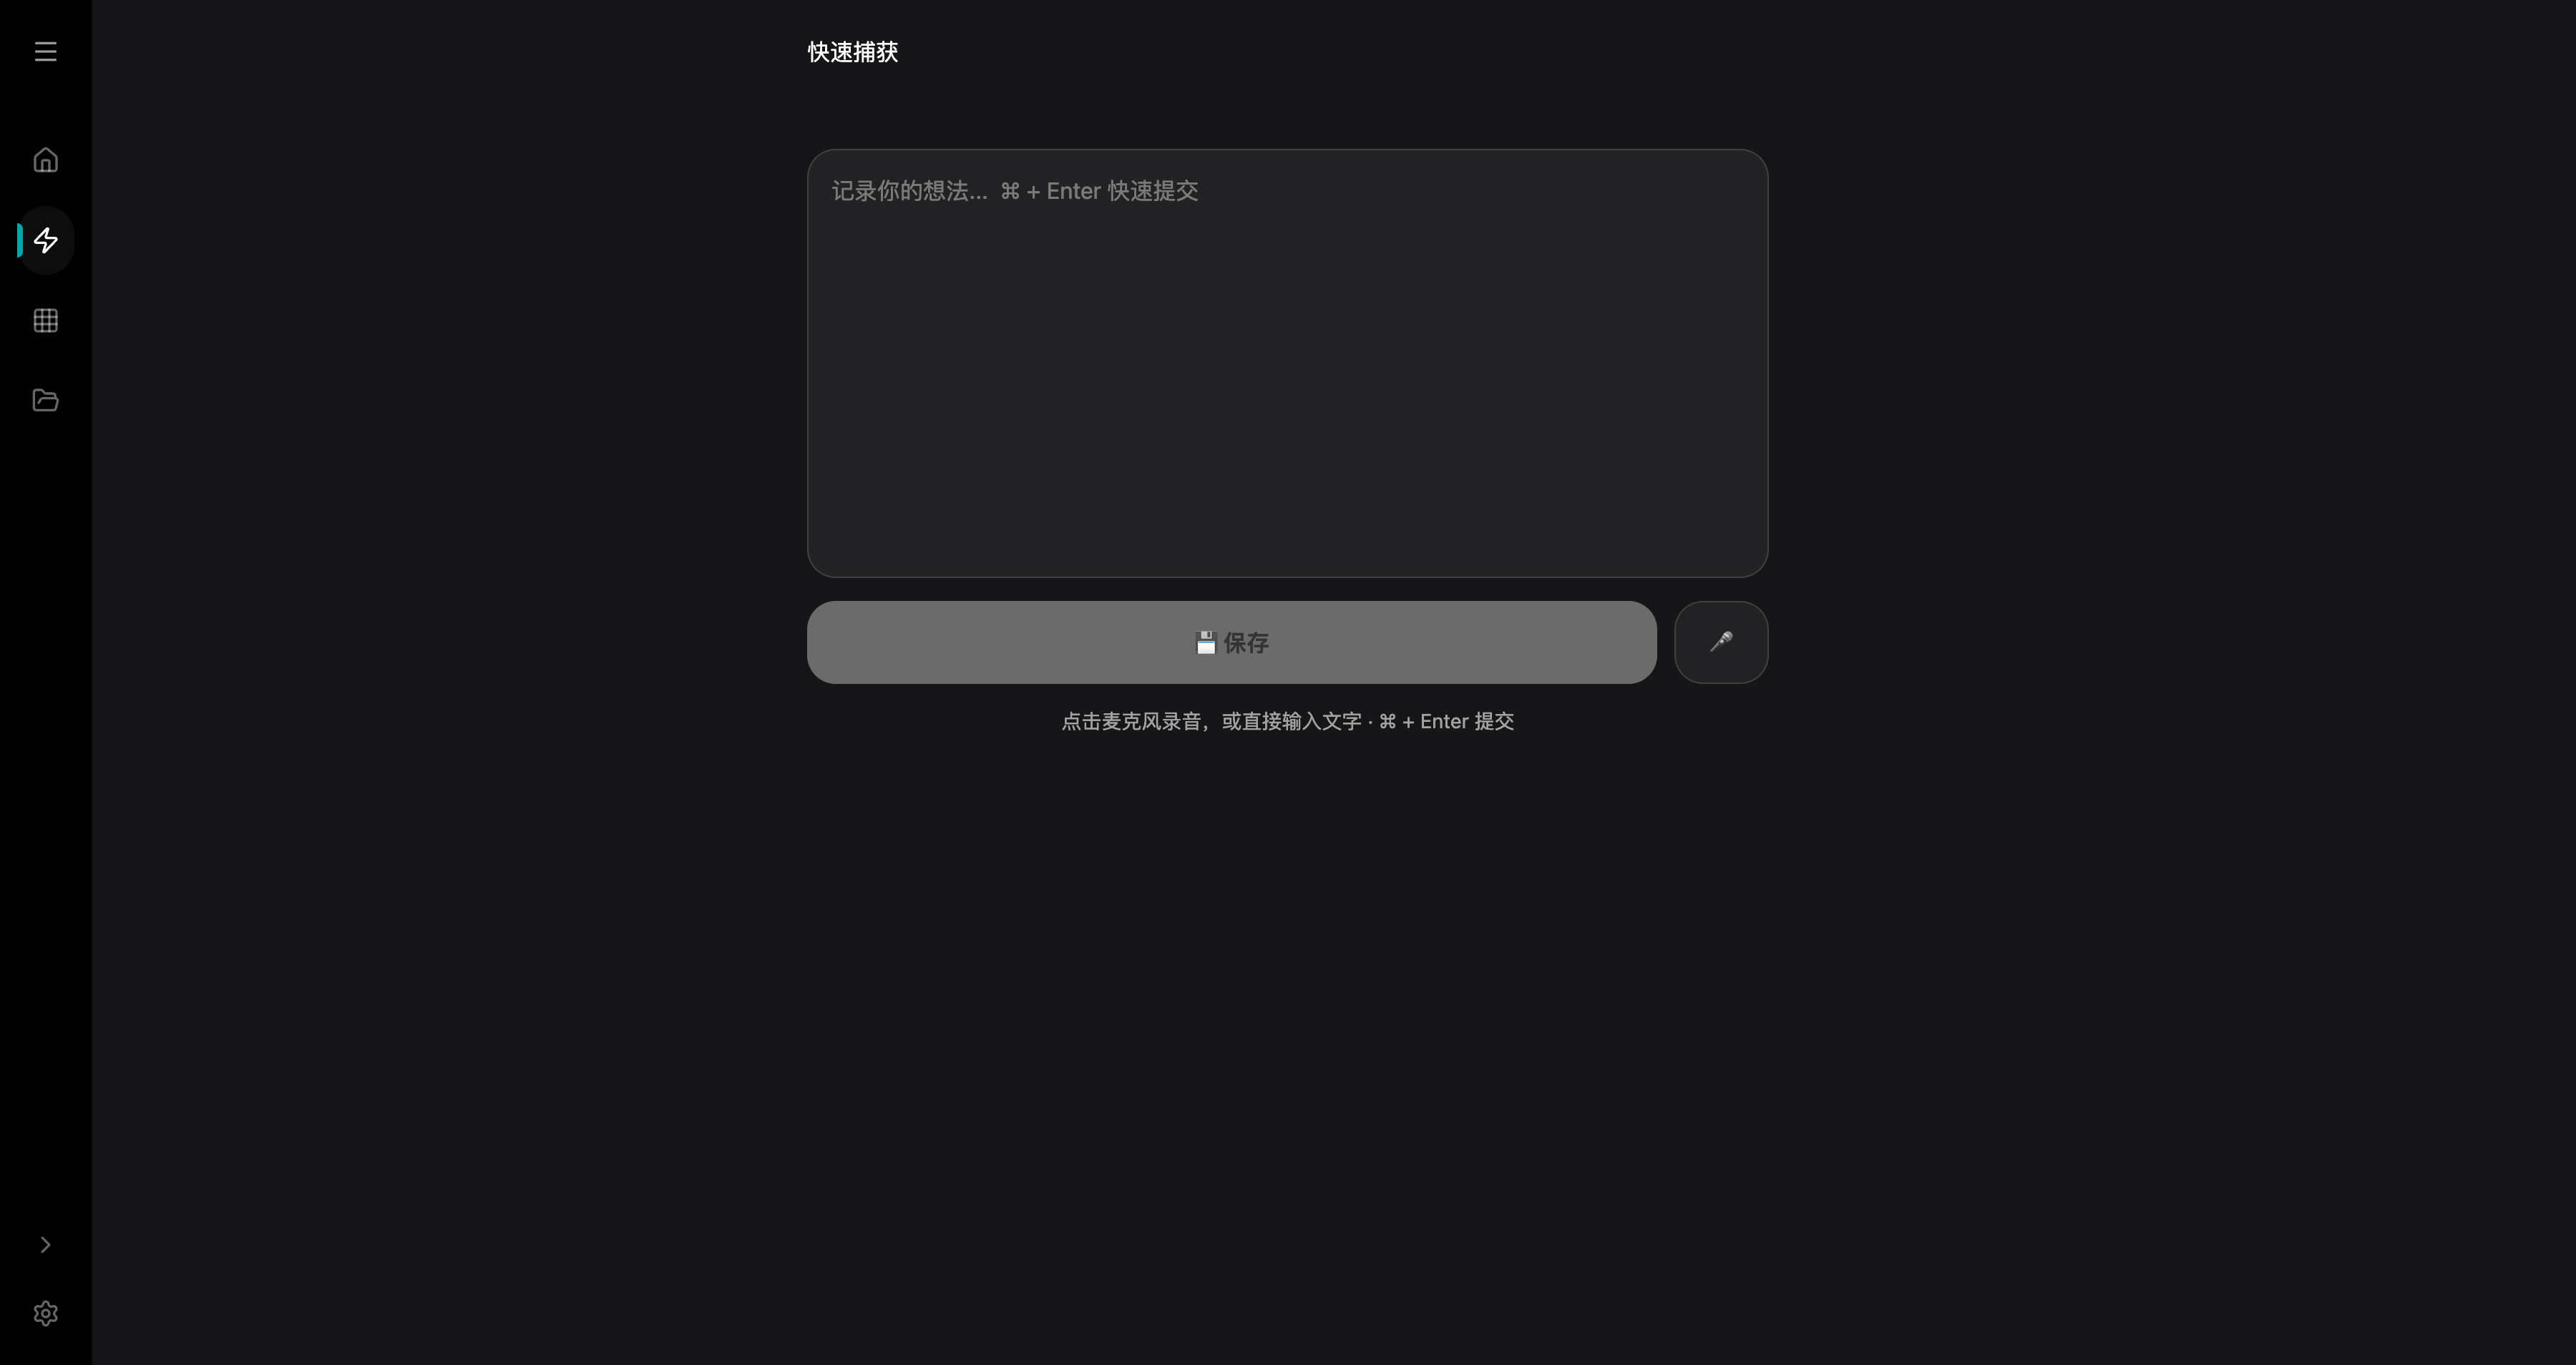 快速捕获
记录你的想法... ⌘ + Enter 快速提交
💾 保存
点击麦克风录音，或直接输入文字 · ⌘ + Enter 提交